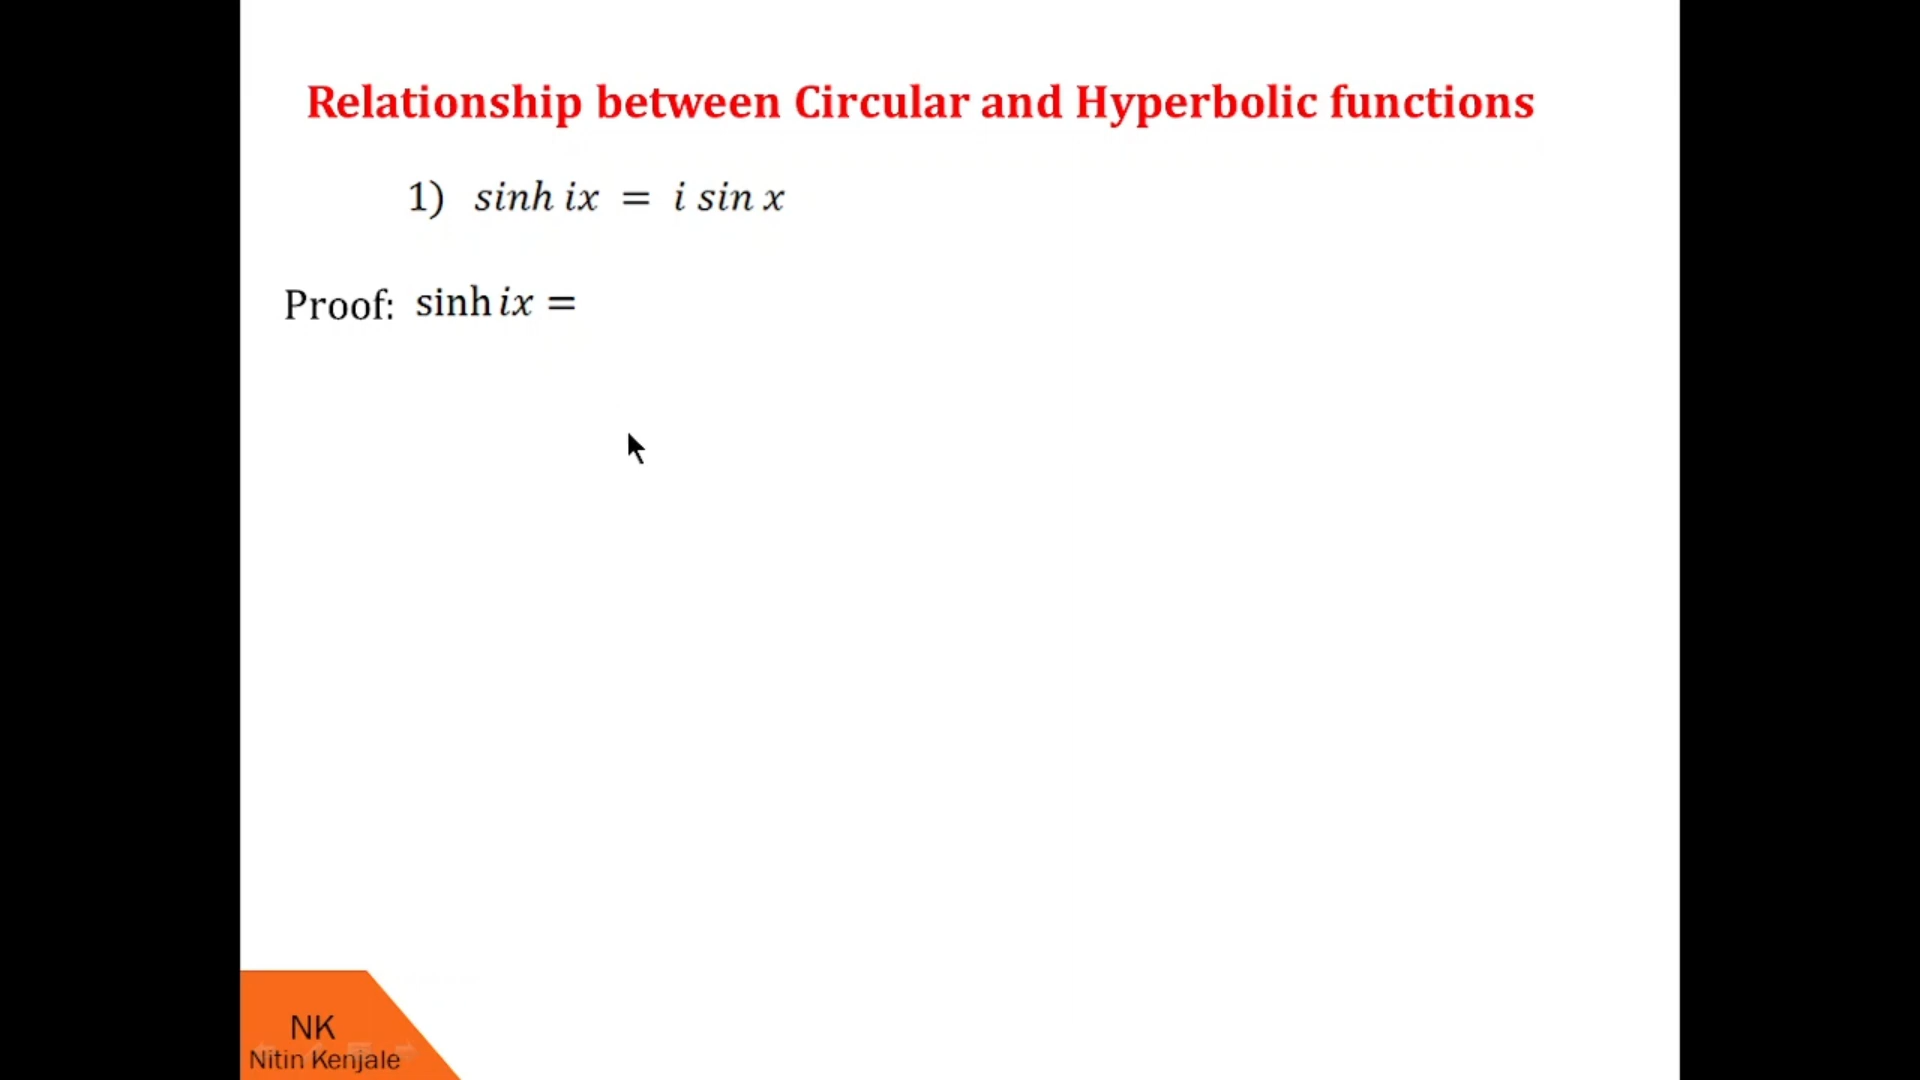 Relationship between Circular and Hyperbolic functions
1) sinh ix = i sin x
Proof: sinh ix =
NK
Nitin Kenjale